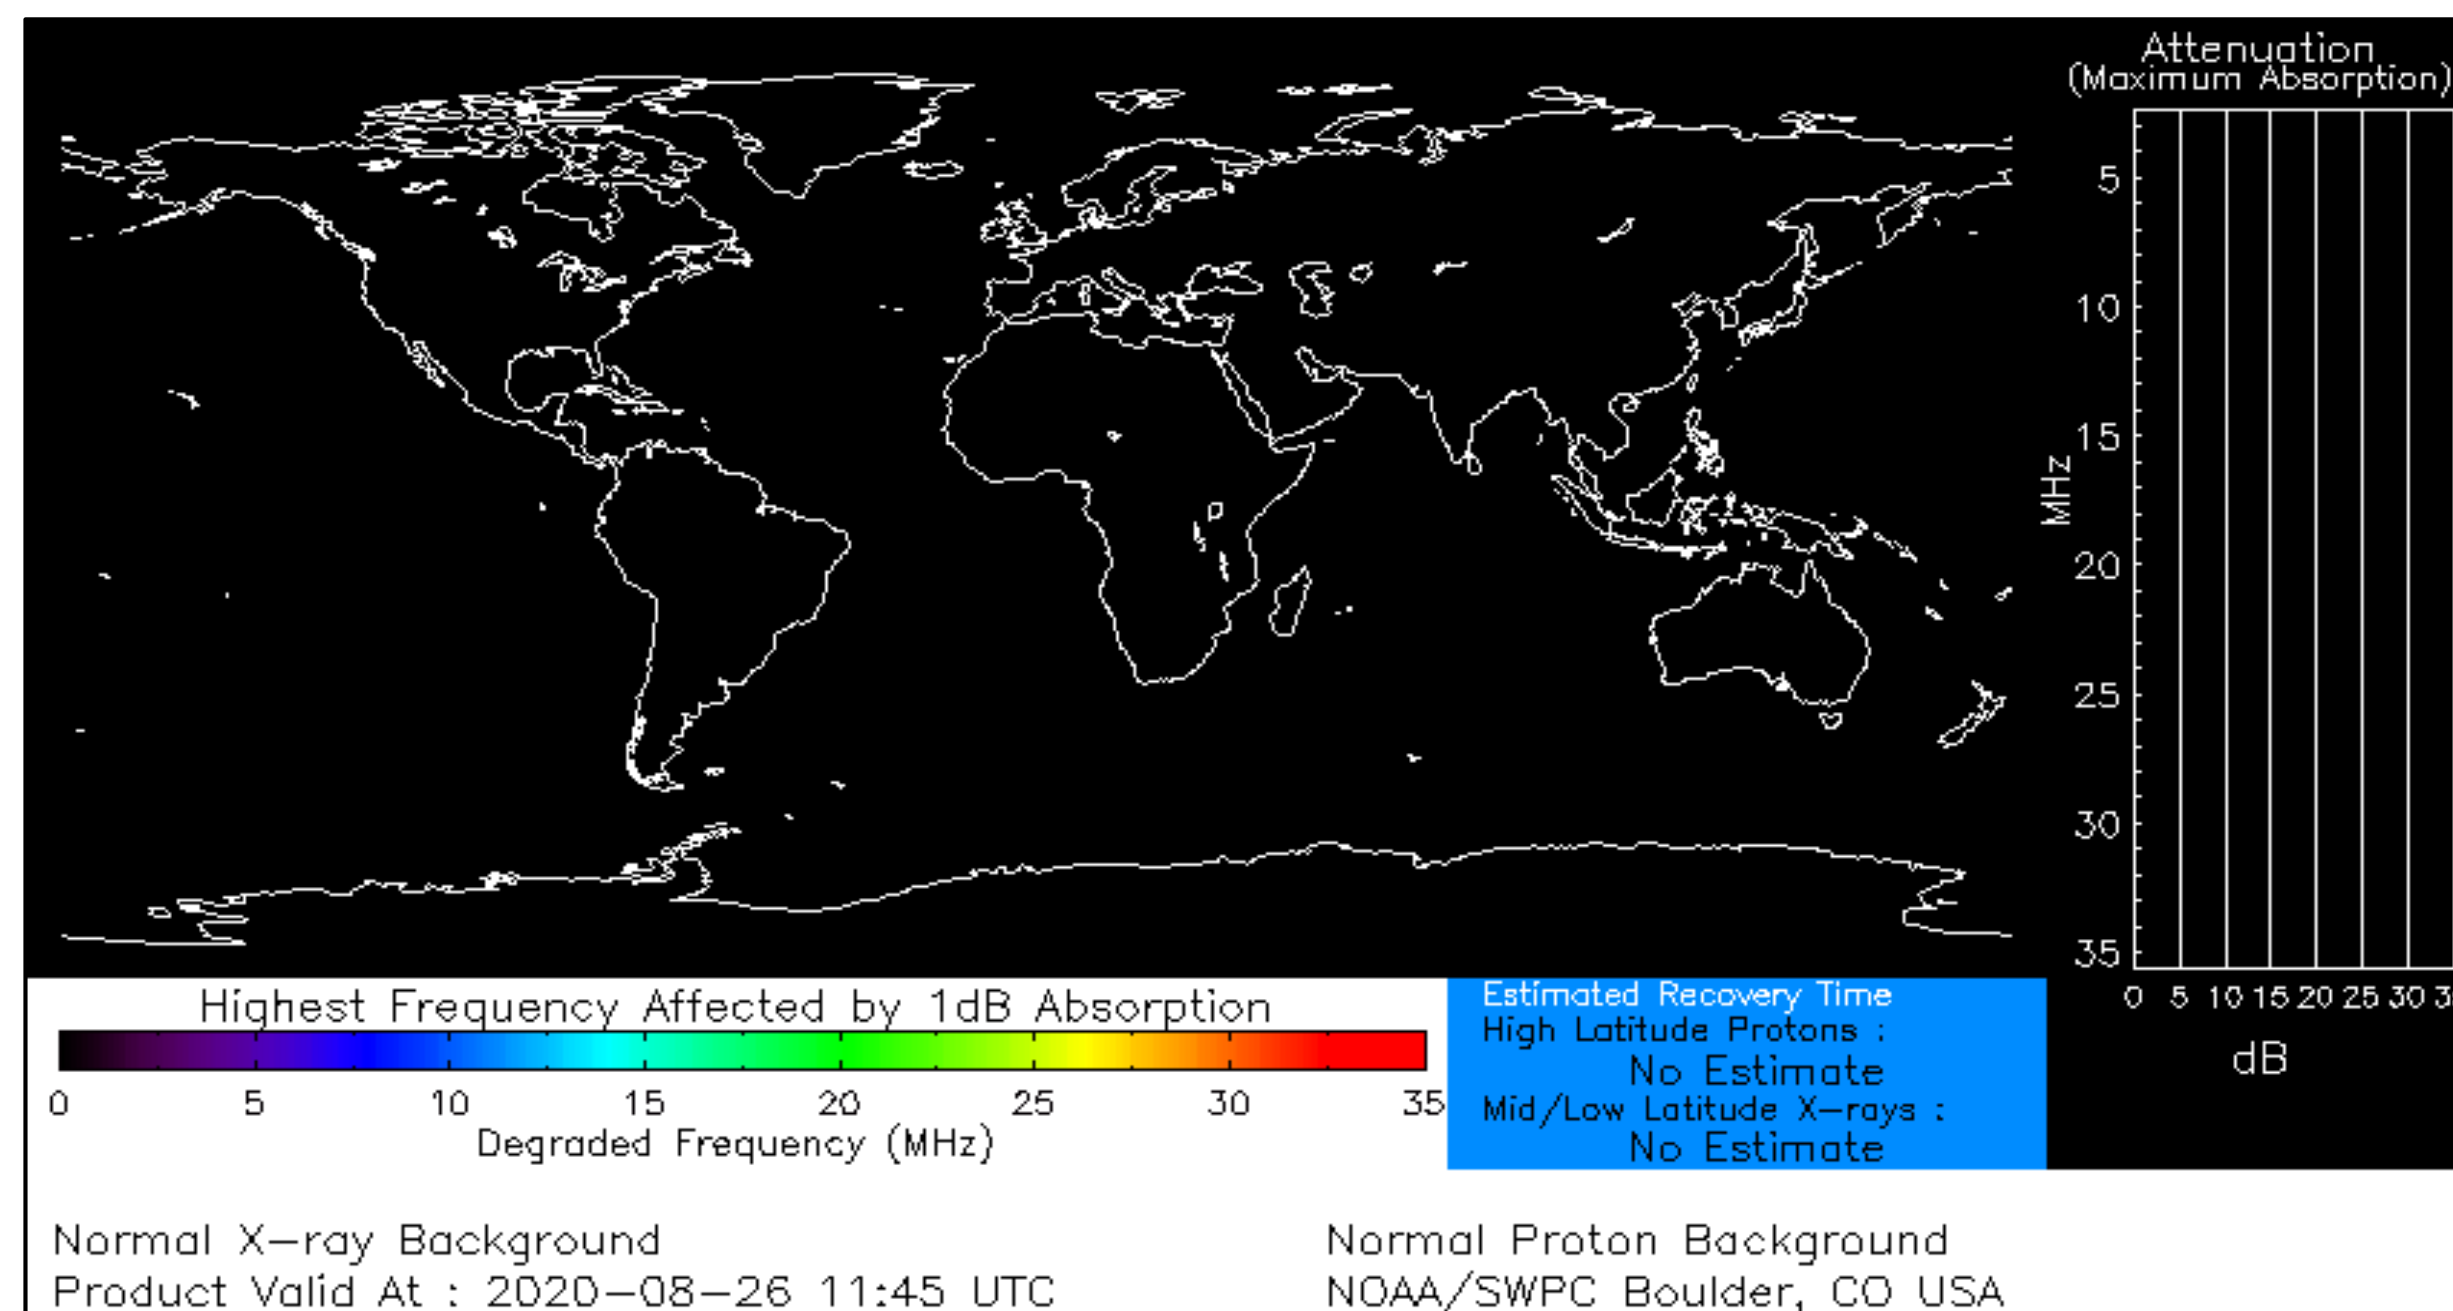 Attenuation
(Maximum Absorption)
5
10
15
20
25
30
35
MHz
0 5 10 15 20 25 30
dB
Highest Frequency Affected by 1dB Absorption
0 5 10 15 20 25 30 35
Degraded Frequency (MHz)
Estimated Recovery Time
High Latitude Protons :
No Estimate
Mid/Low Latitude X-rays :
No Estimate
Normal X-ray Background
Normal Proton Background
Product Valid At : 2020-08-26 11:45 UTC
NOAA/SWPC Boulder, CO USA